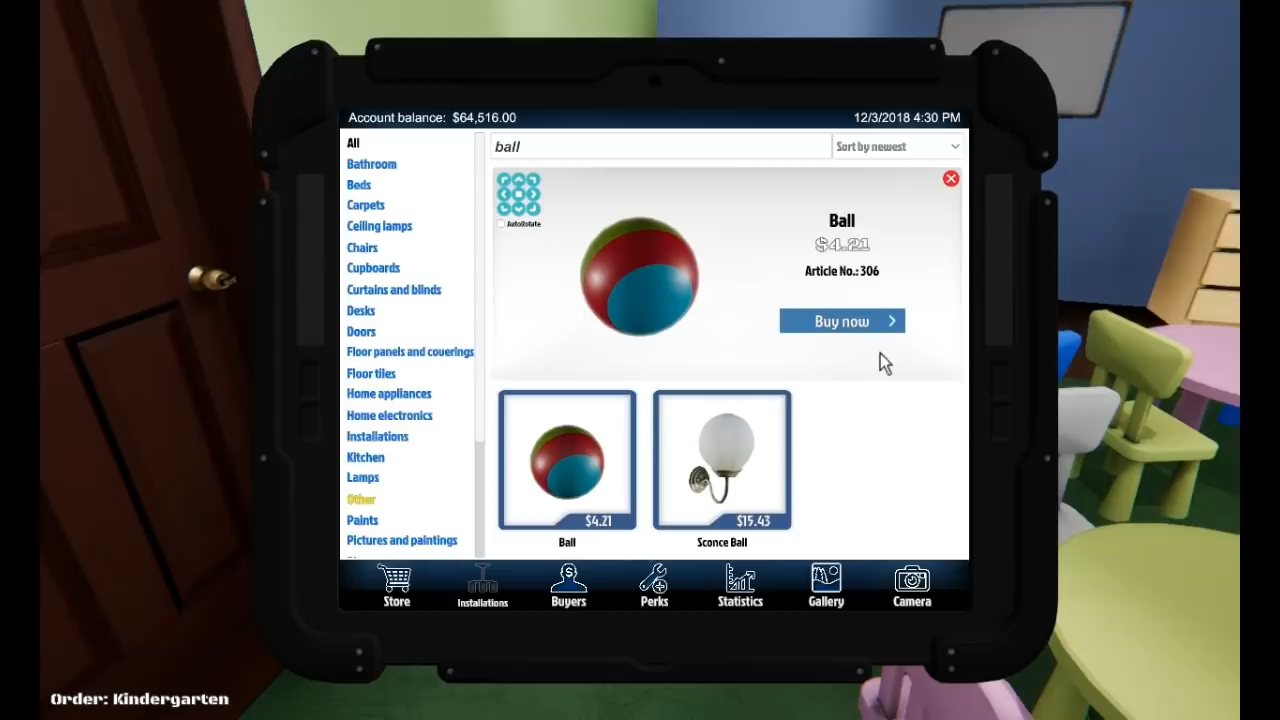 Account balance: $64,516.00
12/3/2018 4:30 PM
All
Bathroom
Beds
Carpets
Ceiling lamps
Chairs
Cupboards
Curtains and blinds
Desks
Doors
Floor panels and couerings
Floor tiles
Home appliances
Home electronics
Installations
Kitchen
Lamps
Other
Paints
Pictures and paintings
ball
Sort by newest
AutoRotate
Ball
$4.21
Article No.: 306
Buy now
$4.21
Ball
$15.43
Sconce Ball
Store
Installations
Buyers
Perks
Statistics
Gallery
Camera
Order: Kindergarten